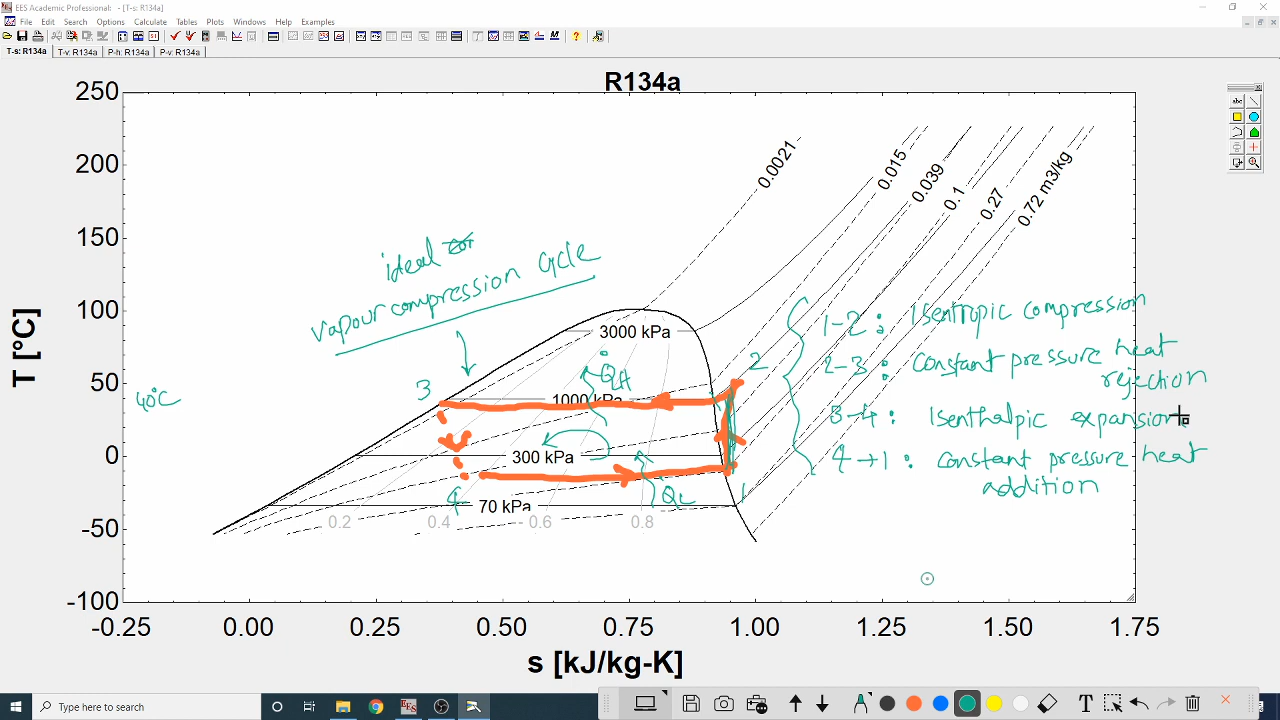 EES Academic Professional: - [T-s: R134a]
File Edit Search Options Calculate Tables Plots Windows Help Examples
T-s: R134a T-v: R134a P-h: R134a P-v: R134a
R134a
250
200
150
100
50
0
-50
-100
T [°C]
-0.25 0.00 0.25 0.50 0.75 1.00 1.25 1.50 1.75
s [kJ/kg-K]
0.0021
0.015
0.039
0.1
0.27
0.72 m3/kg
3000 kPa
1000 kPa
300 kPa
70 kPa
0.2 0.4 0.6 0.8
ideal
vapour compression cycle
40°C
3
2
4
1
Q̇H
QL
1-2: Isentropic compression
2-3: Constant pressure heat
rejection
3-4: Isenthalpic expansion
4→1: Constant pressure heat
addition
abc
Type here to search
EES
T